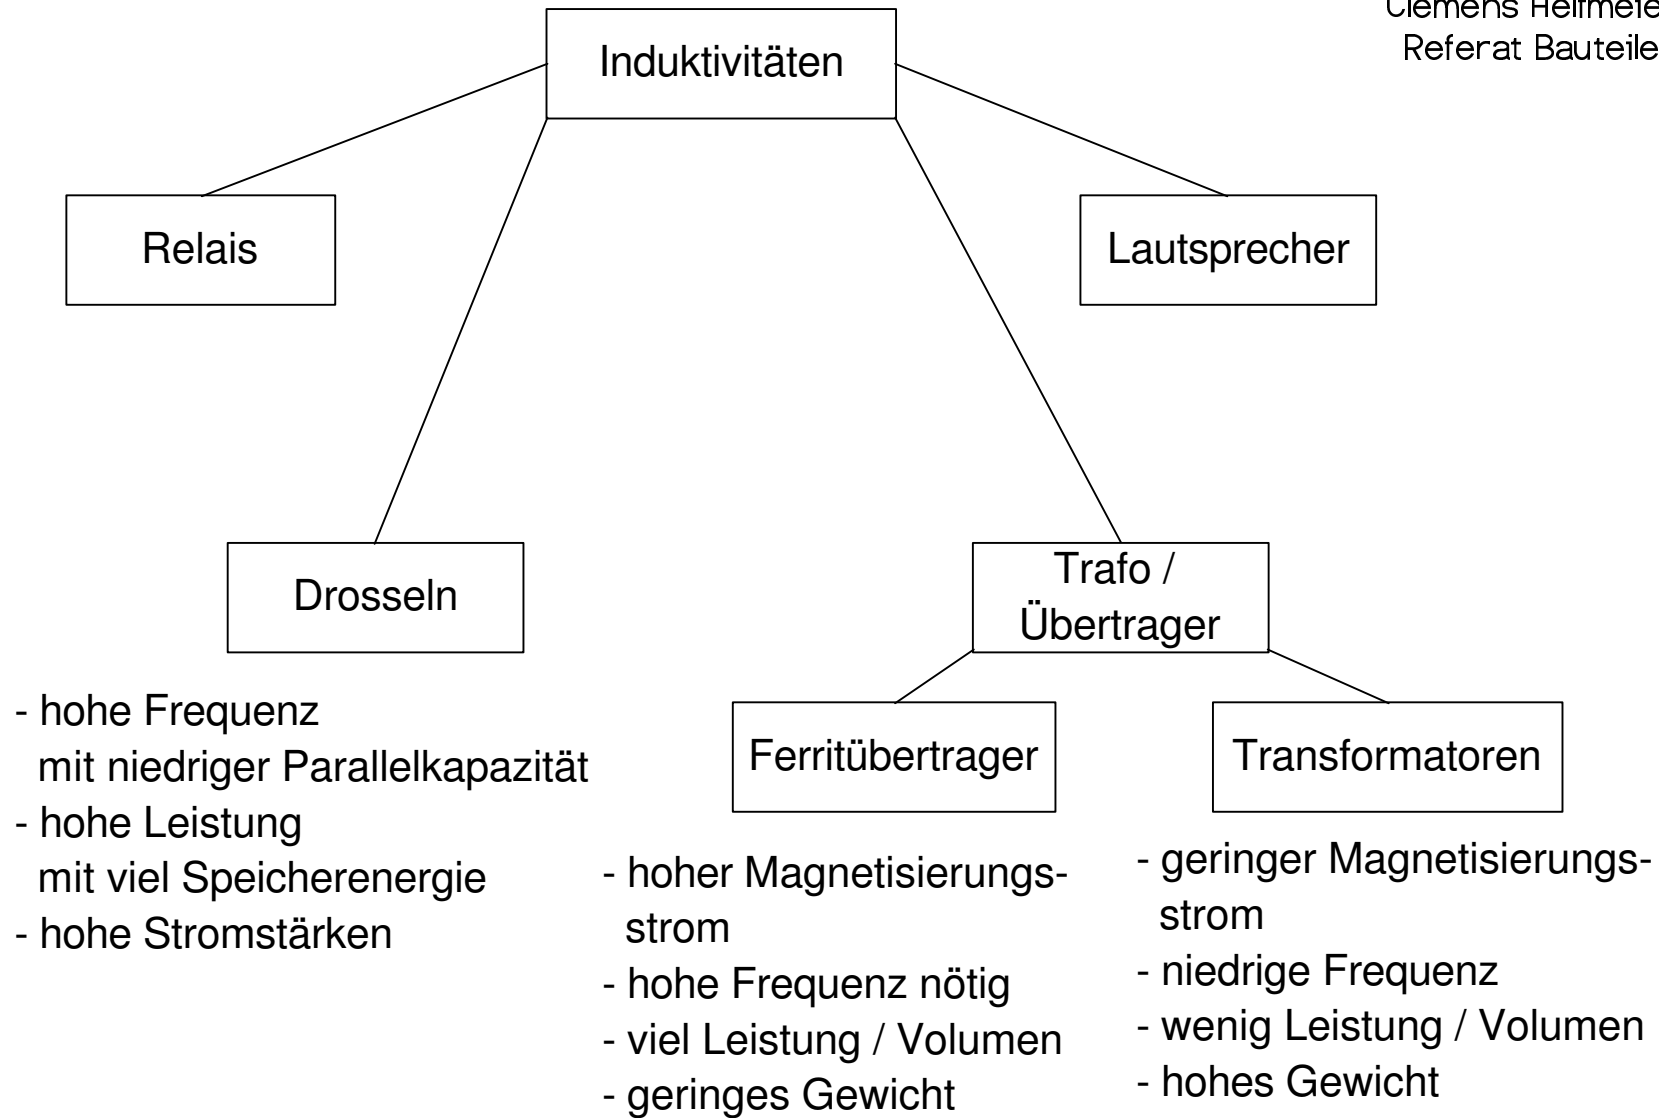 Clemens
Referat Bauteile
Induktivitäten
Relais
Lautsprecher
Drosseln
Trafo /
Übertrager
Ferritübertrager
Transformatoren
- hohe Frequenz
mit niedriger Parallelkapazität
- hohe Leistung
mit viel Speicherenergie
- hohe Stromstärken
- hoher Magnetisierungs-
strom
- hohe Frequenz nötig
- viel Leistung / Volumen
- geringes Gewicht
- geringer Magnetisierungs-
strom
- niedrige Frequenz
- wenig Leistung / Volumen
- hohes Gewicht